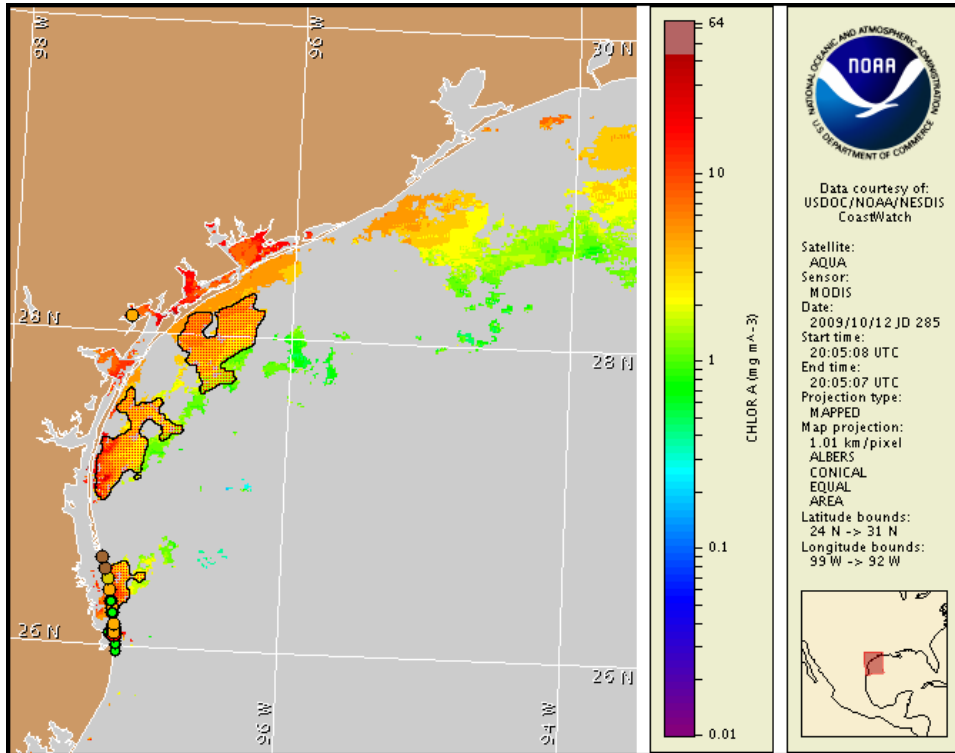 98 W
96 W
30 N
28 N
28 N
26 N
26 N
96 W
94 W
64
10
1
0.1
0.01
CHLOR A (mg m^-3)
NATIONAL OCEANIC AND ATMOSPHERIC ADMINISTRATION
NOAA
U.S. DEPARTMENT OF COMMERCE
Data courtesy of:
USDOC/NOAA/NESDIS
CoastWatch
Satellite:
AQUA
Sensor:
MODIS
Date:
2009/10/12 JD 285
Start time:
20:05:08 UTC
End time:
20:05:07 UTC
Projection type:
MAPPED
Map projection:
1.01 km/pixel
ALBERS
CONICAL
EQUAL
AREA
Latitude bounds:
24 N -> 31 N
Longitude bounds:
99 W -> 92 W